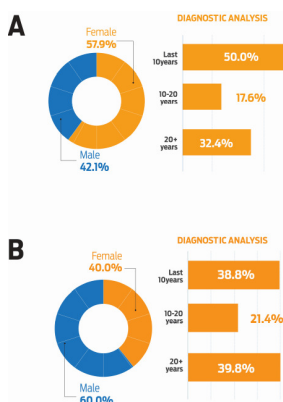 A
DIAGNOSTIC ANALYSIS
Female
57.9%
Male
42.1%
Last
10years
50.0%
10-20
years
17.6%
20+
years
32.4%
B
DIAGNOSTIC ANALYSIS
Female
40.0%
Male
60.0%
Last
10years
38.8%
10-20
years
21.4%
20+
years
39.8%